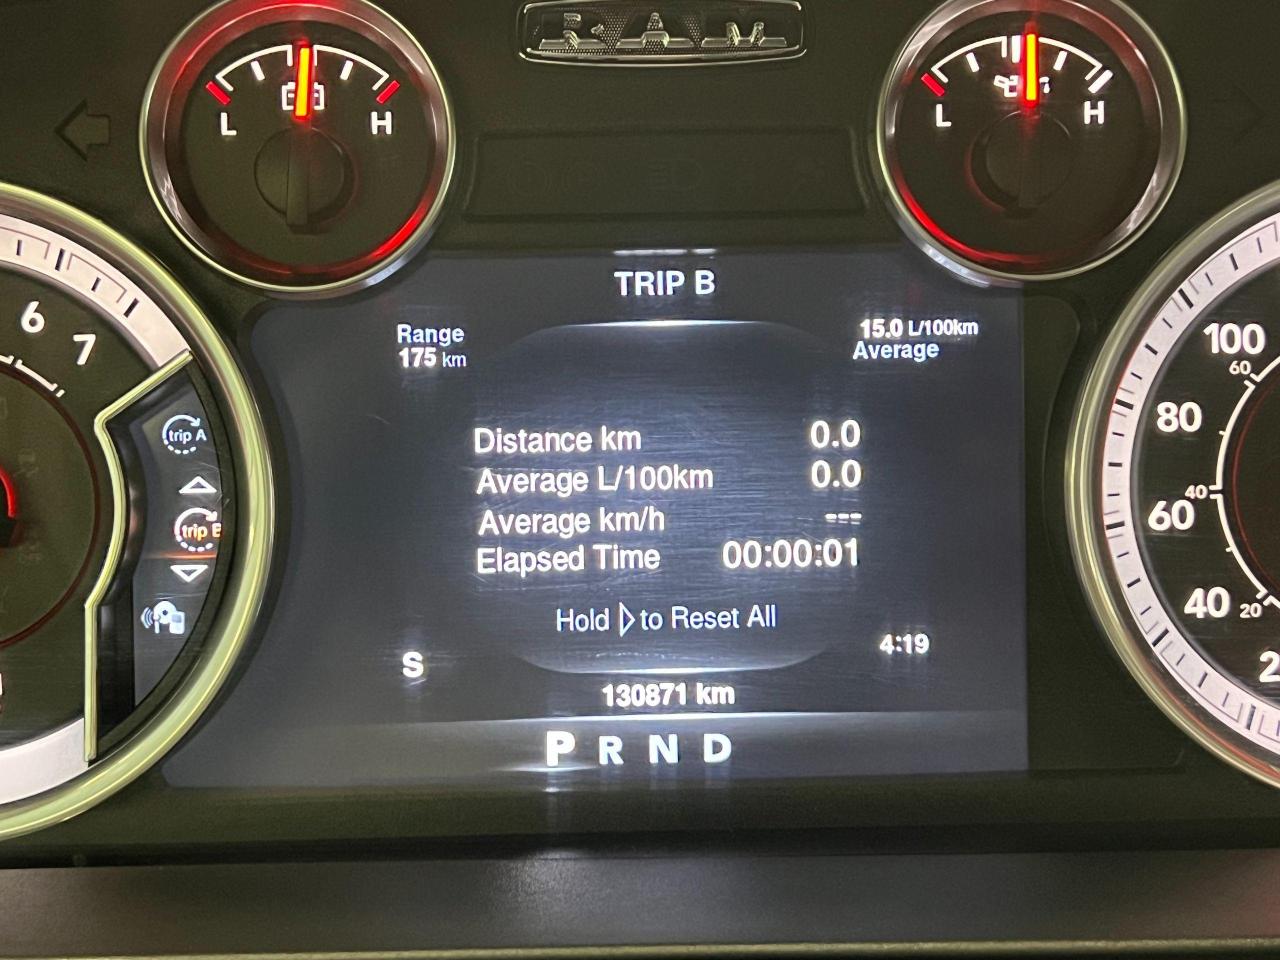 RAM
L H
L H
TRIP B
Range
175 km
15.0 L/100km
Average
6
7
trip A
trip B
Distance km 0.0
Average L/100km 0.0
Average km/h ---
Elapsed Time 00:00:01
Hold ▷ to Reset All
S
4:19
130871 km
P R N D
100
60
80
40
60
40
20